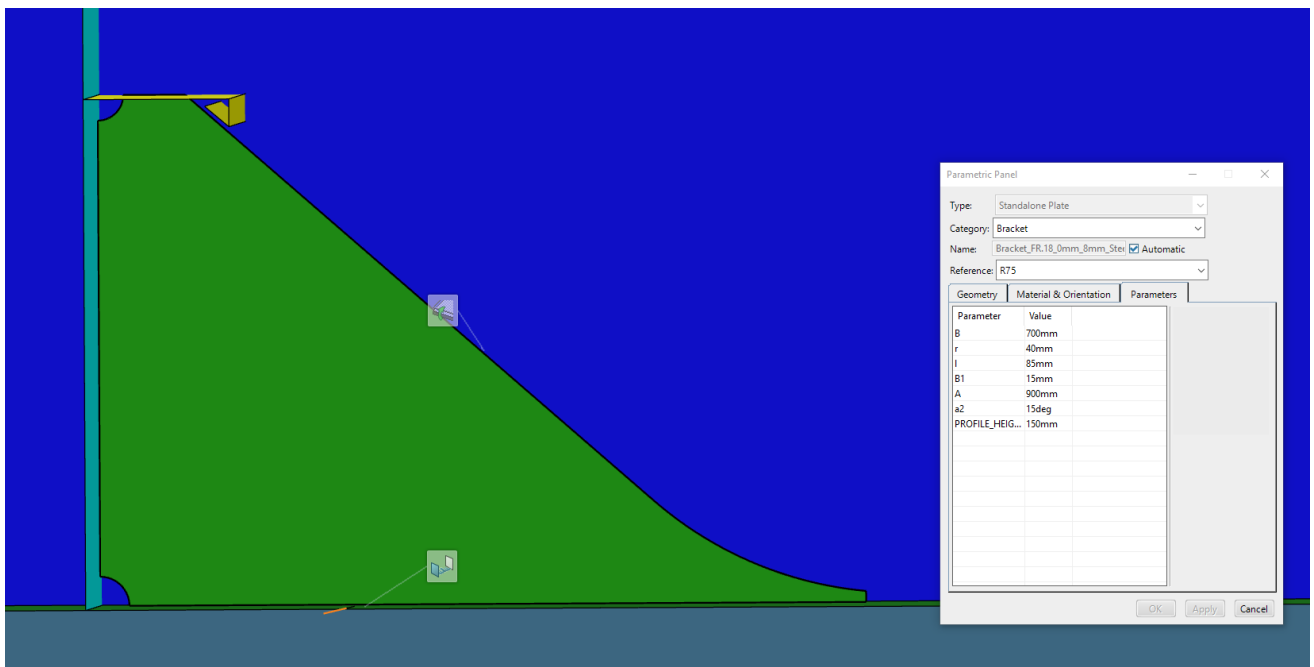 Parametric Panel
Type: Standalone Plate
Category: Bracket
Name: Bracket_FR.18_0mm_8mm_Stee Automatic
Reference: R75
Geometry Material & Orientation Parameters
Parameter Value
B 700mm
r 40mm
l 85mm
B1 15mm
A 900mm
a2 15deg
PROFILE_HEIG... 150mm
OK Apply Cancel